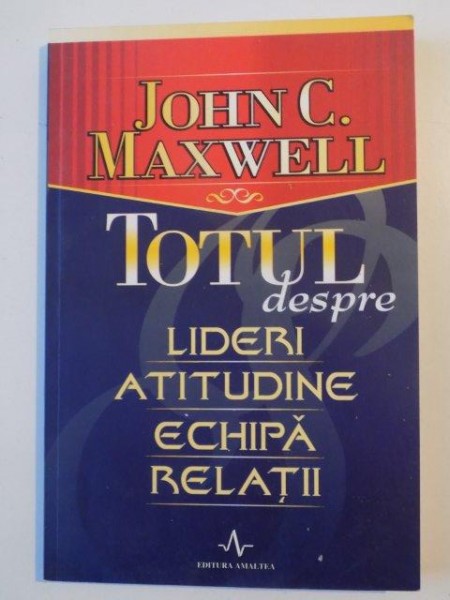 JOHN C.
MAXWELL
TOTUL
despre
LIDERI
ATITUDINE
ECHIPĂ
RELAȚII
EDITURA AMALTEA